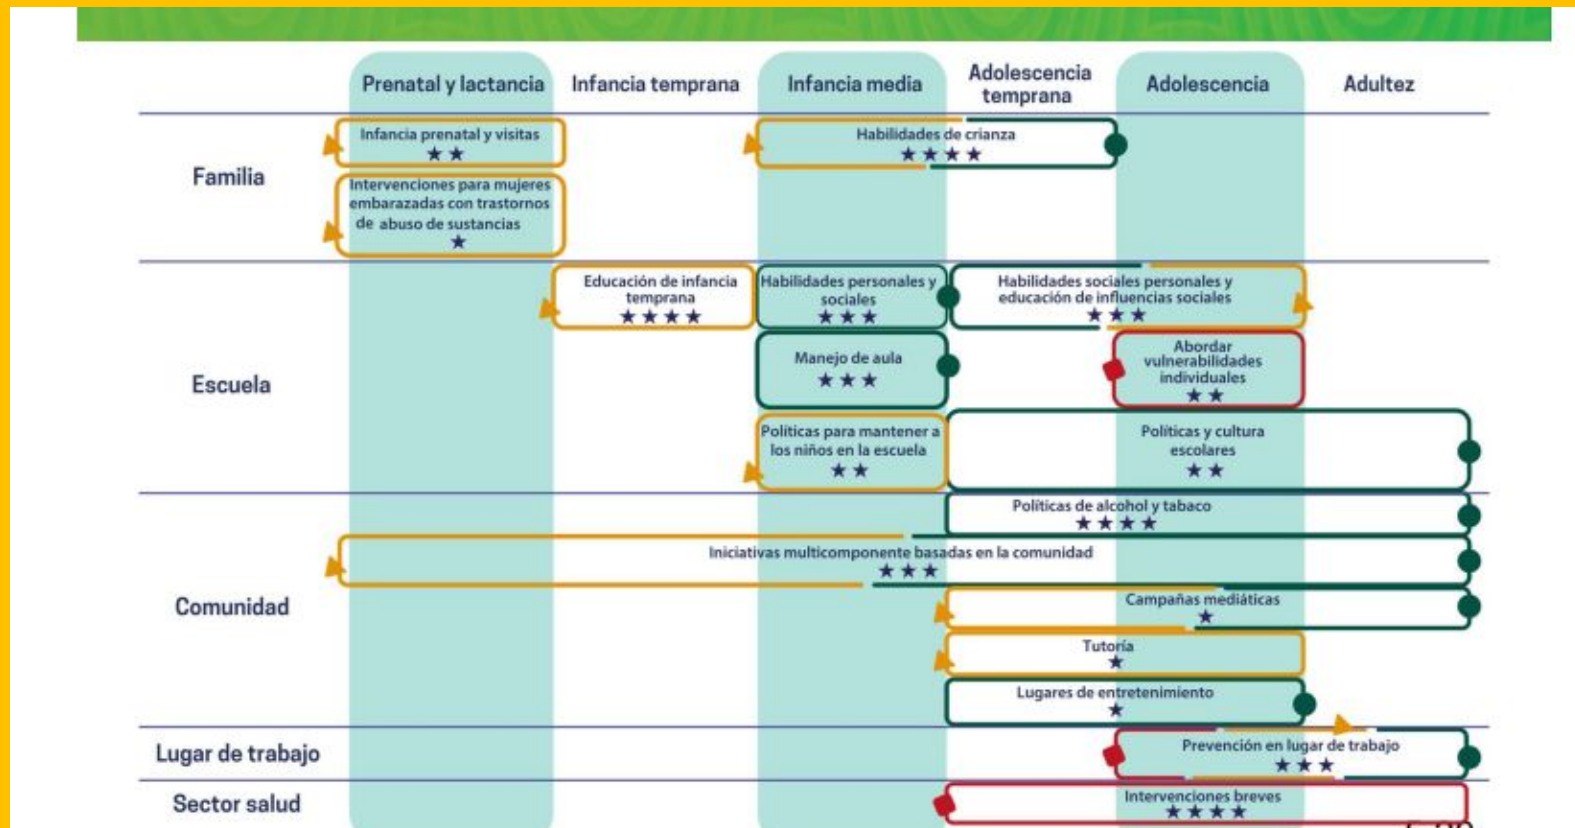 Prenatal y lactancia
Infancia temprana
Infancia media
Adolescencia
temprana
Adolescencia
Adultez
Familia
Infancia prenatal y visitas
Habilidades de crianza
Intervenciones para mujeres
embarazadas con trastornos
de abuso de sustancias
Escuela
Educación de infancia
temprana
Habilidades personales y
sociales
Habilidades sociales personales y
educación de influencias sociales
Manejo de aula
Abordar
vulnerabilidades
individuales
Políticas para mantener a
los niños en la escuela
Políticas y cultura
escolares
Comunidad
Políticas de alcohol y tabaco
Iniciativas multicomponente basadas en la comunidad
Campañas mediáticas
Tutoría
Lugares de entretenimiento
Lugar de trabajo
Prevención en lugar de trabajo
Sector salud
Intervenciones breves